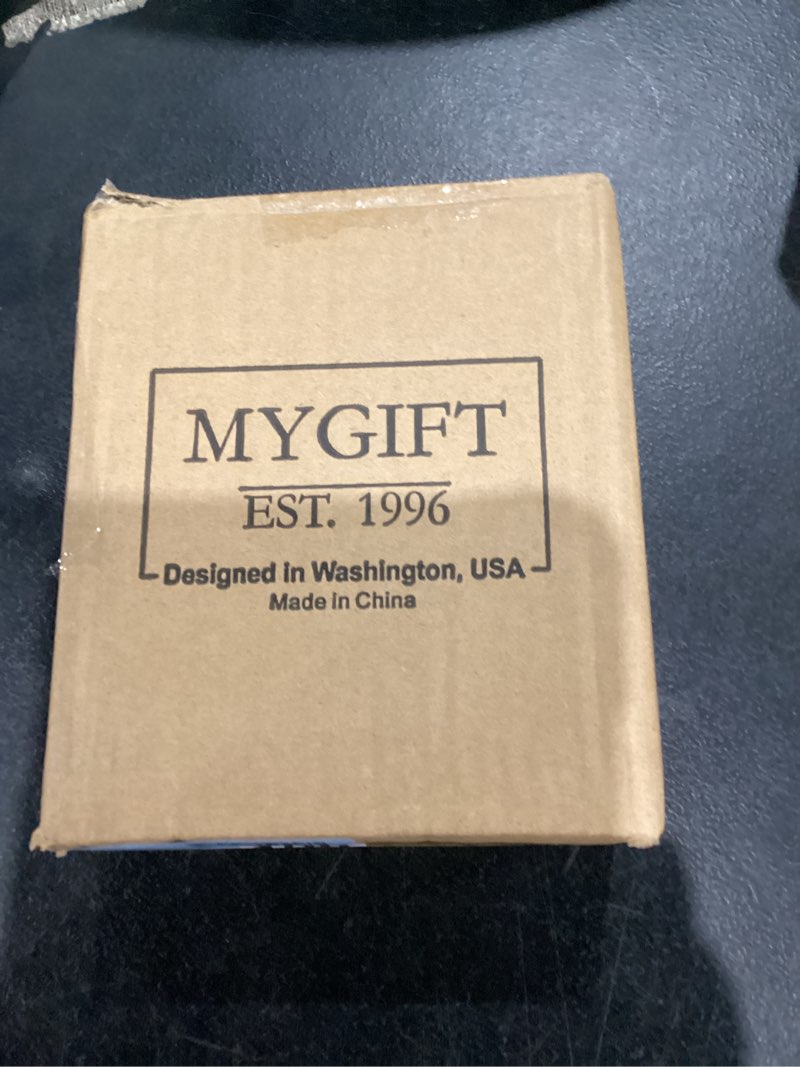 MYGIFT
EST. 1996
Designed in Washington, USA
Made in China